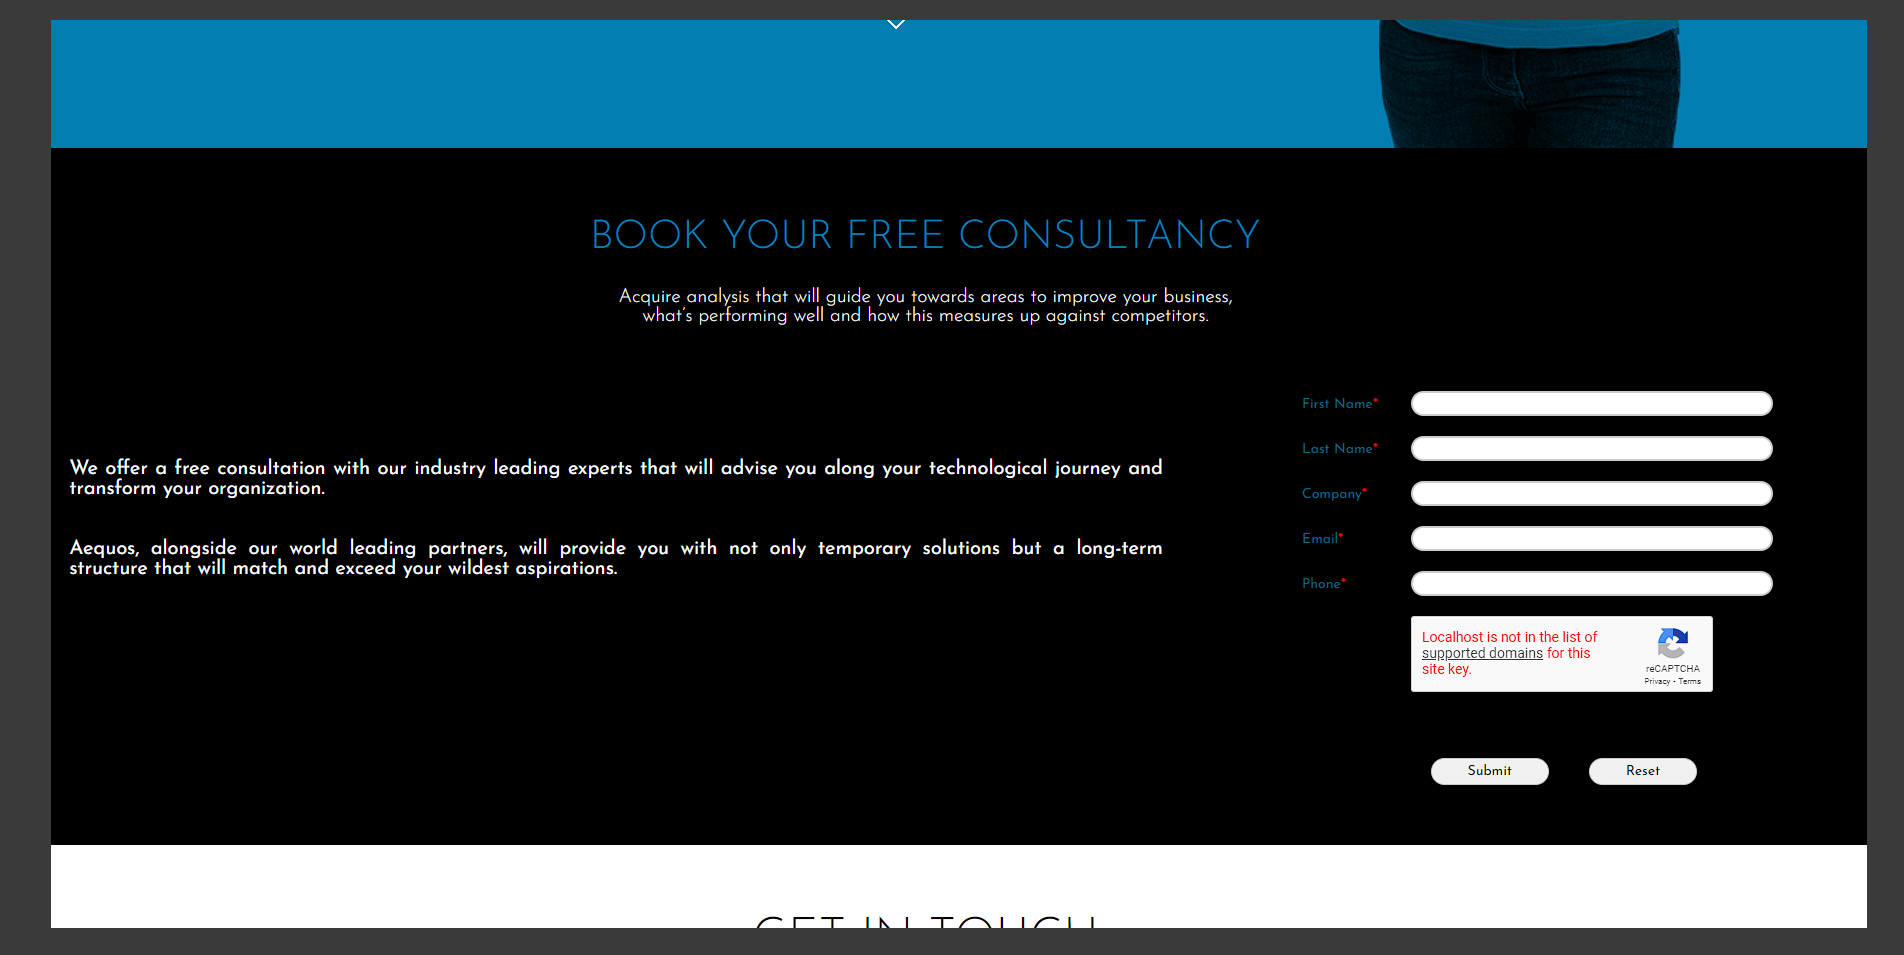 BOOK YOUR FREE CONSULTANCY
Acquire analysis that will guide you towards areas to improve your business,
what's performing well and how this measures up against competitors.
We offer a free consultation with our industry leading experts that will advise you along your technological journey and
transform your organization.
Aequos, alongside our world leading partners, will provide you with not only temporary solutions but a long-term
structure that will match and exceed your wildest aspirations.
First Name*
Last Name*
Company*
Email*
Phone*
Localhost is not in the list of
supported domains for this
site key.
reCAPTCHA
Privacy - Terms
Submit
Reset
GET IN TOUCH